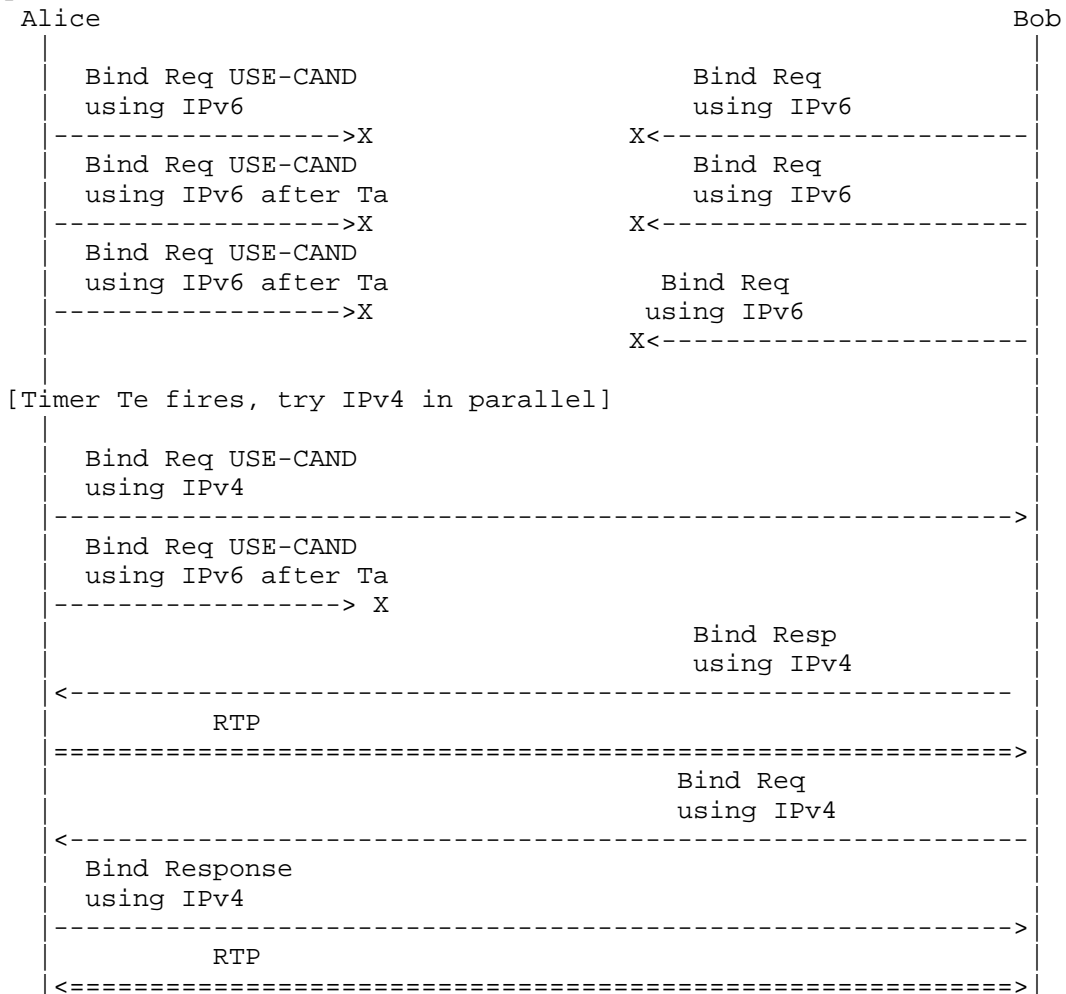 Alice Bob
Bind Req USE-CAND Bind Req
using IPv6 using IPv6
------------------>X X<-----------------------
Bind Req USE-CAND Bind Req
using IPv6 after Ta using IPv6
------------------>X X<-----------------------
Bind Req USE-CAND
using IPv6 after Ta Bind Req
------------------>X using IPv6
X<-----------------------
[Timer Te fires, try IPv4 in parallel]
Bind Req USE-CAND
using IPv4
------------------------------------------------------------>
Bind Req USE-CAND
using IPv6 after Ta
------------------> X
Bind Resp
using IPv4
<-----------------------------------------------------------
RTP
============================================================>
Bind Req
using IPv4
<------------------------------------------------------------
Bind Response
using IPv4
------------------------------------------------------------>
RTP
<===========================================================>